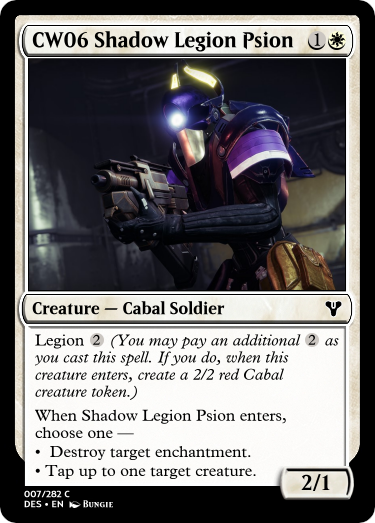 CW06 Shadow Legion Psion 1
Creature — Cabal Soldier
Legion 2 (You may pay an additional 2 as
you cast this spell. If you do, when this
creature enters, create a 2/2 red Cabal
creature token.)
When Shadow Legion Psion enters,
choose one —
• Destroy target enchantment.
• Tap up to one target creature.
2/1
007/282 C
DES • EN Bungie